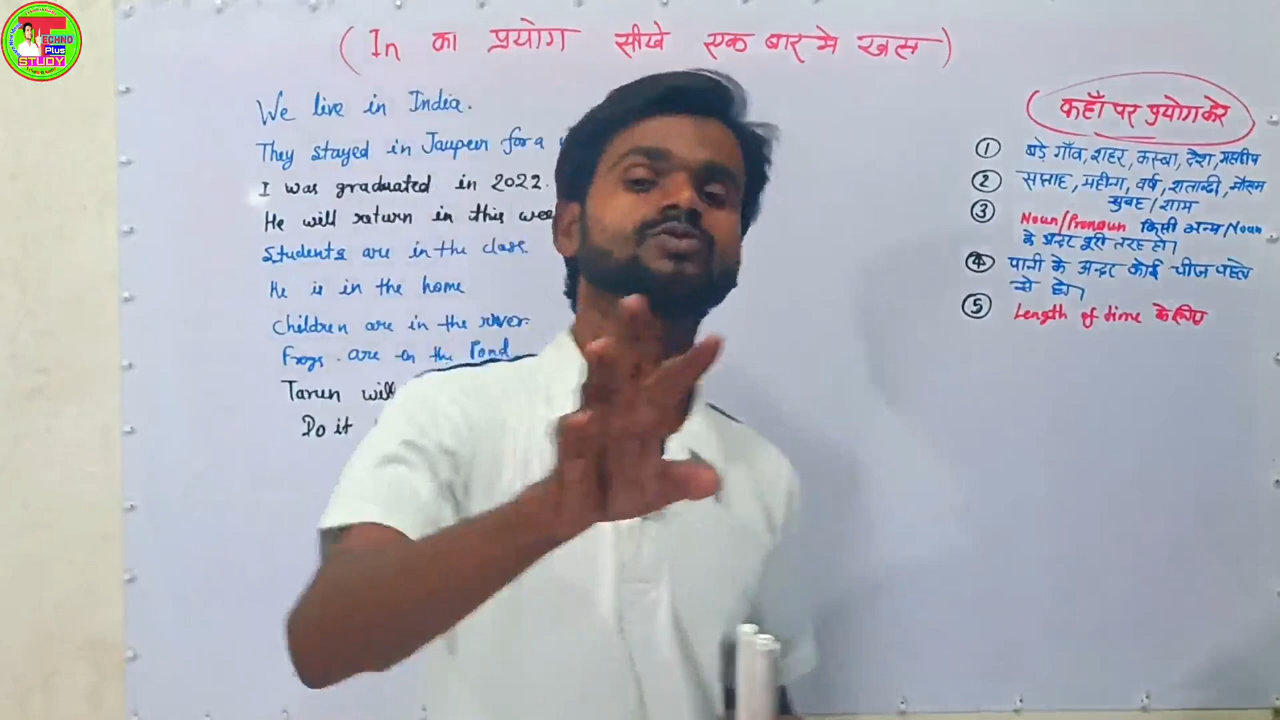 TECHNO
Plus
STUDY
(In का प्रयोग सीखे एक बार मे खत्म)
We live in India.
They stayed in Jaupeur for a
I was graduated in 2022.
He will return in this wee
Students are in the class.
He is in the home
Children are in the river.
Frogs are in the Pond
Tarun will
Do it
(कहाँ पर प्रयोग करे)
① बड़े गाँव, शहर, कस्बा, देश, महाद्वीप
② सप्ताह, महीना, वर्ष, शताब्दी, मौसम
सुबह / शाम
③ Noun/Pronoun किसी अन्य/Noun
के अन्दर पूरी तरह हो।
④ पानी के अन्दर कोई चीज पहले
से हो।
⑤ Length of time के लिए